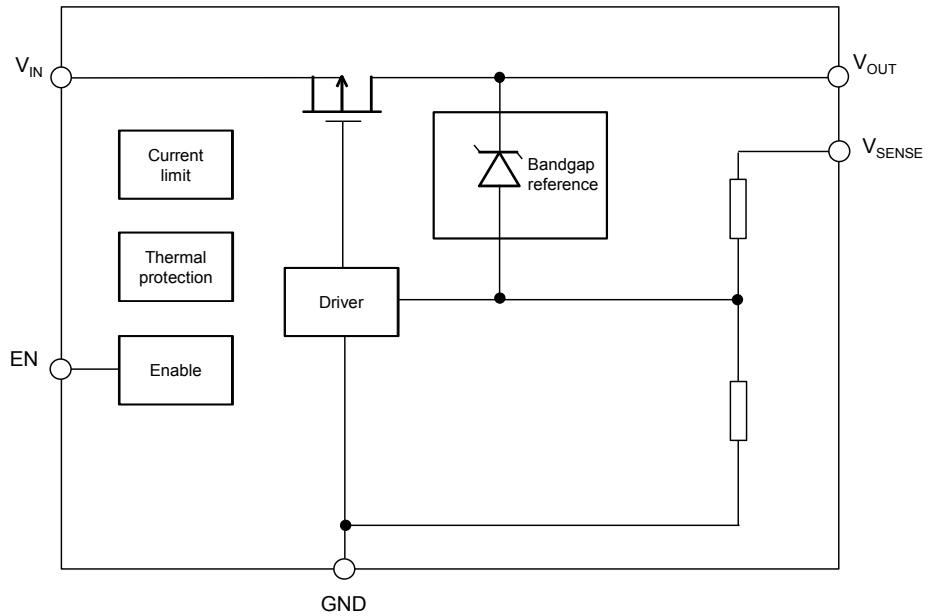 V_IN
V_OUT
V_SENSE
Current
limit
Bandgap
reference
Thermal
protection
Driver
EN
Enable
GND